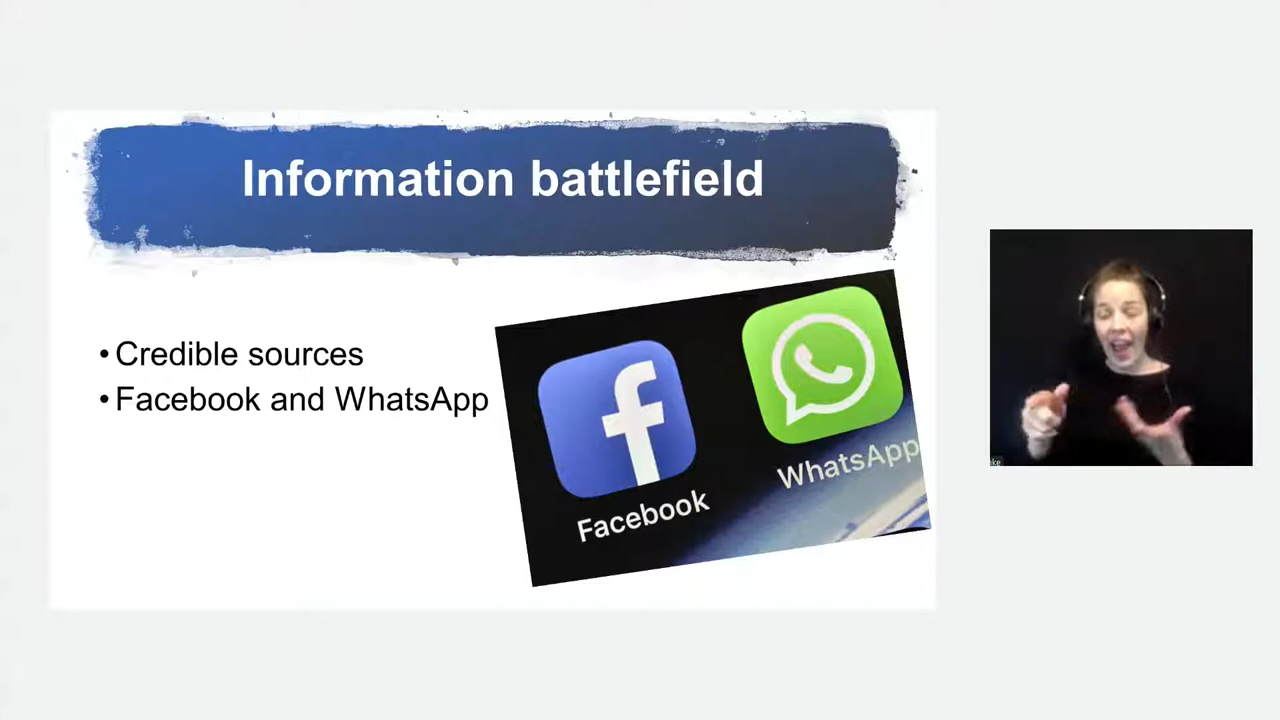 Information battlefield
• Credible sources
• Facebook and WhatsApp
Facebook
WhatsApp